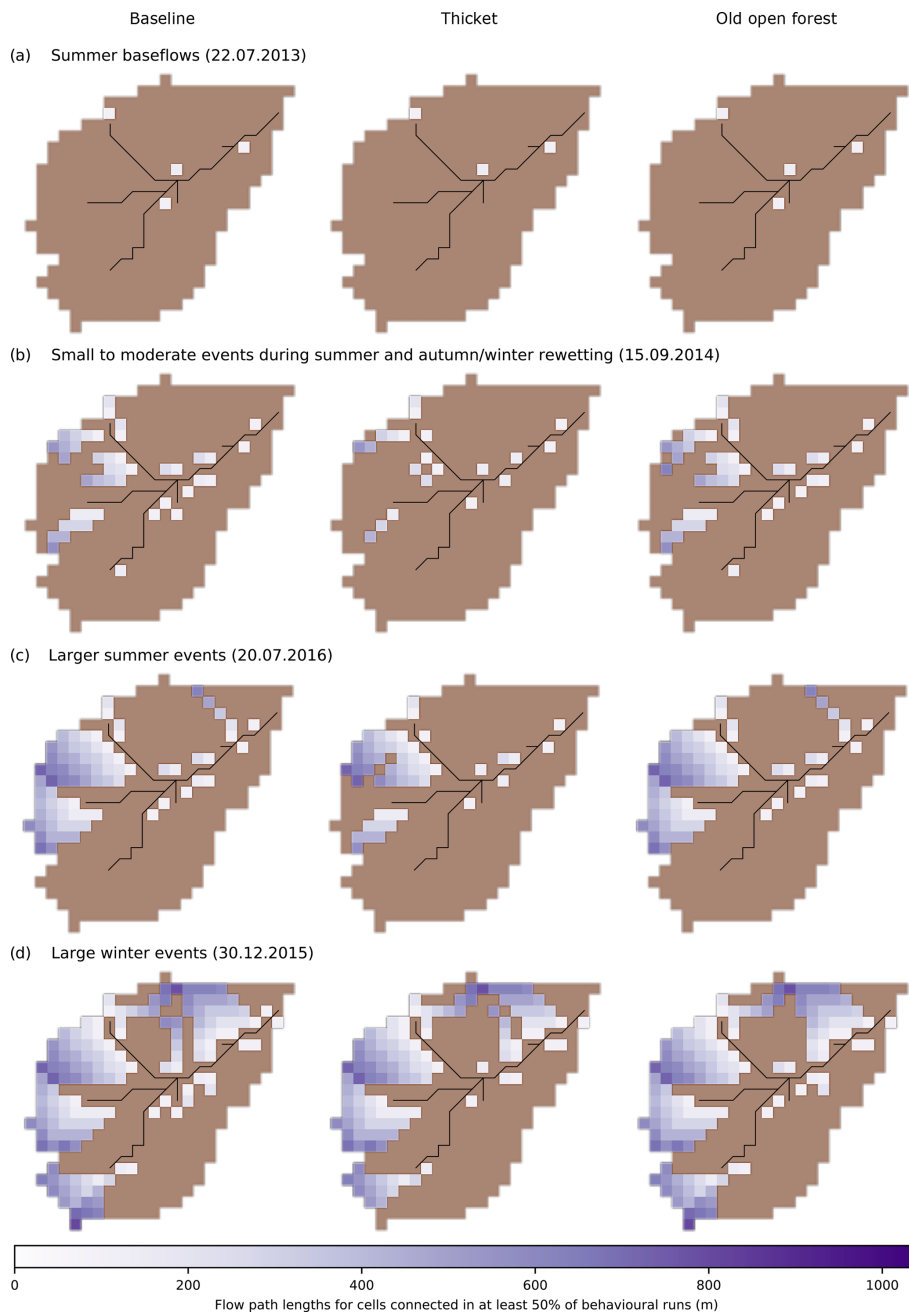 Baseline Thicket Old open forest
(a) Summer baseflows (22.07.2013)
(b) Small to moderate events during summer and autumn/winter rewetting (15.09.2014)
(c) Larger summer events (20.07.2016)
(d) Large winter events (30.12.2015)
0 200 400 600 800 1000
Flow path lengths for cells connected in at least 50% of behavioural runs (m)